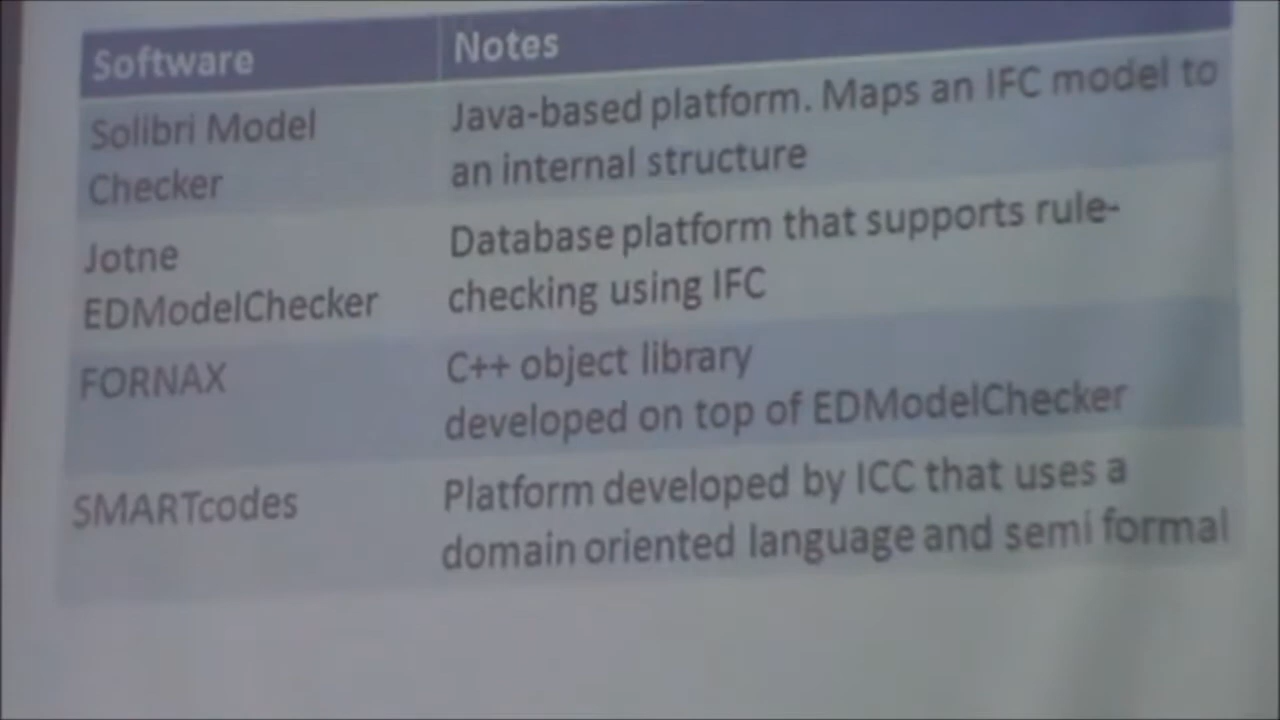 Software Notes
Solibri Model Java-based platform. Maps an IFC model to
Checker an internal structure
Jotne Database platform that supports rule-
EDModelChecker checking using IFC
FORNAX C++ object library
developed on top of EDModelChecker
SMARTcodes Platform developed by ICC that uses a
domain oriented language and semi formal